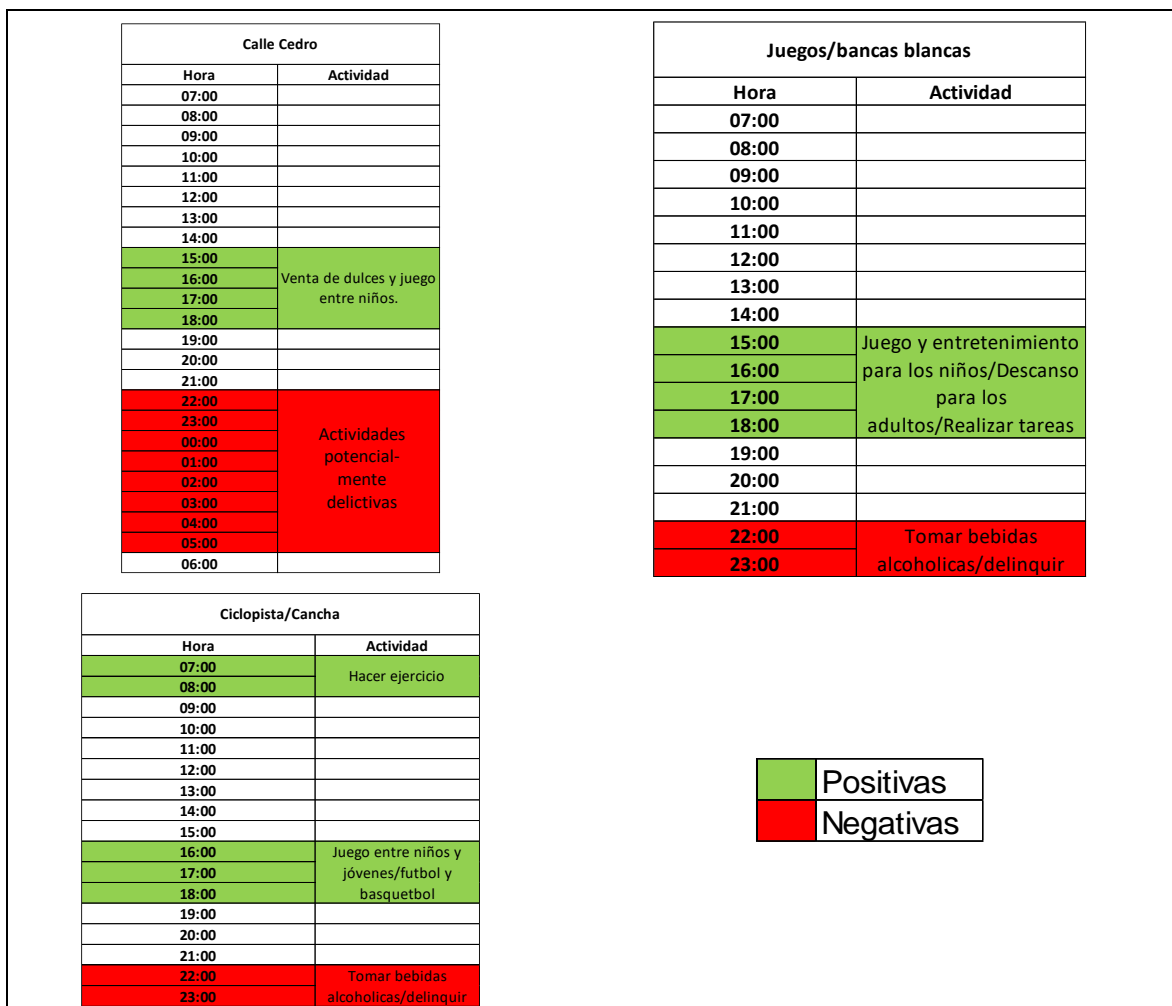 Calle Cedro
Hora Actividad
07:00
08:00
09:00
10:00
11:00
12:00
13:00
14:00
15:00
16:00 Venta de dulces y juego
17:00 entre niños.
18:00
19:00
20:00
21:00
22:00
23:00
00:00 Actividades
01:00 potencial-
02:00 mente
03:00 delictivas
04:00
05:00
06:00
Juegos/bancas blancas
Hora Actividad
07:00
08:00
09:00
10:00
11:00
12:00
13:00
14:00
15:00 Juego y entretenimiento
16:00 para los niños/Descanso
17:00 para los
18:00 adultos/Realizar tareas
19:00
20:00
21:00
22:00 Tomar bebidas
23:00 alcoholicas/delinquir
Ciclopista/Cancha
Hora Actividad
07:00 Hacer ejercicio
08:00
09:00
10:00
11:00
12:00
13:00
14:00
15:00
16:00 Juego entre niños y
17:00 jóvenes/futbol y
18:00 basquetbol
19:00
20:00
21:00
22:00 Tomar bebidas
23:00 alcoholicas/delinquir
Positivas
Negativas